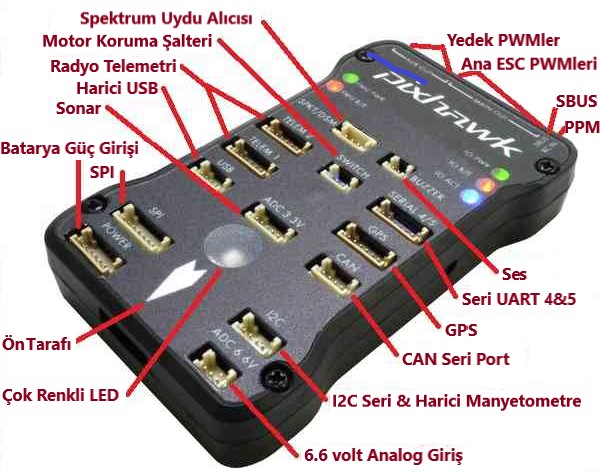 Spektrum Uydu Alıcısı
Motor Koruma Şalteri
Radyo Telemetri
Harici USB
Sonar
Batarya Güç Girişi
SPI
Yedek PWMler
Ana ESC PWMleri
SBUS
PPM
pixhawk
SPKT/DSM
TELEM
TELEM 1
USB
SPI
POWER
SWITCH
BUZZER
ADC 3.3V
SERIAL 4/5
GPS
CAN
I2C
ADC 6.6V
Ses
Seri UART 4&5
GPS
CAN Seri Port
I2C Seri & Harici Manyetometre
6.6 volt Analog Giriş
Ön Tarafı
Çok Renkli LED